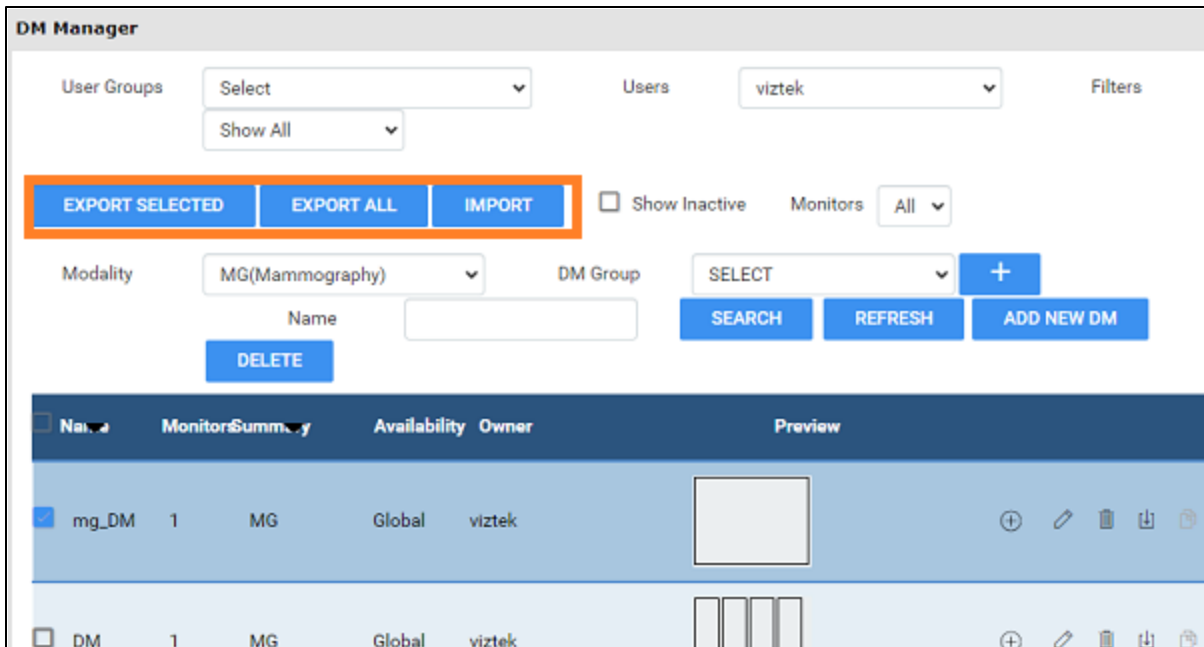 DM Manager
User Groups Select Users viztek Filters
Show All
EXPORT SELECTED EXPORT ALL IMPORT Show Inactive Monitors All
Modality MG(Mammography) DM Group SELECT +
Name SEARCH REFRESH ADD NEW DM
DELETE
Monitors Availability Owner Preview
mg_DM 1 MG Global viztek
DM 1 MG Global viztek